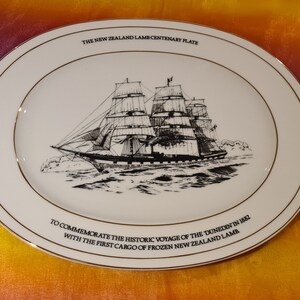 THE NEW ZEALAND LAMB CENTENARY PLATE
TO COMMEMORATE THE HISTORIC VOYAGE OF THE 'DUNEDIN' IN 1882
WITH THE FIRST CARGO OF FROZEN NEW ZEALAND LAMB